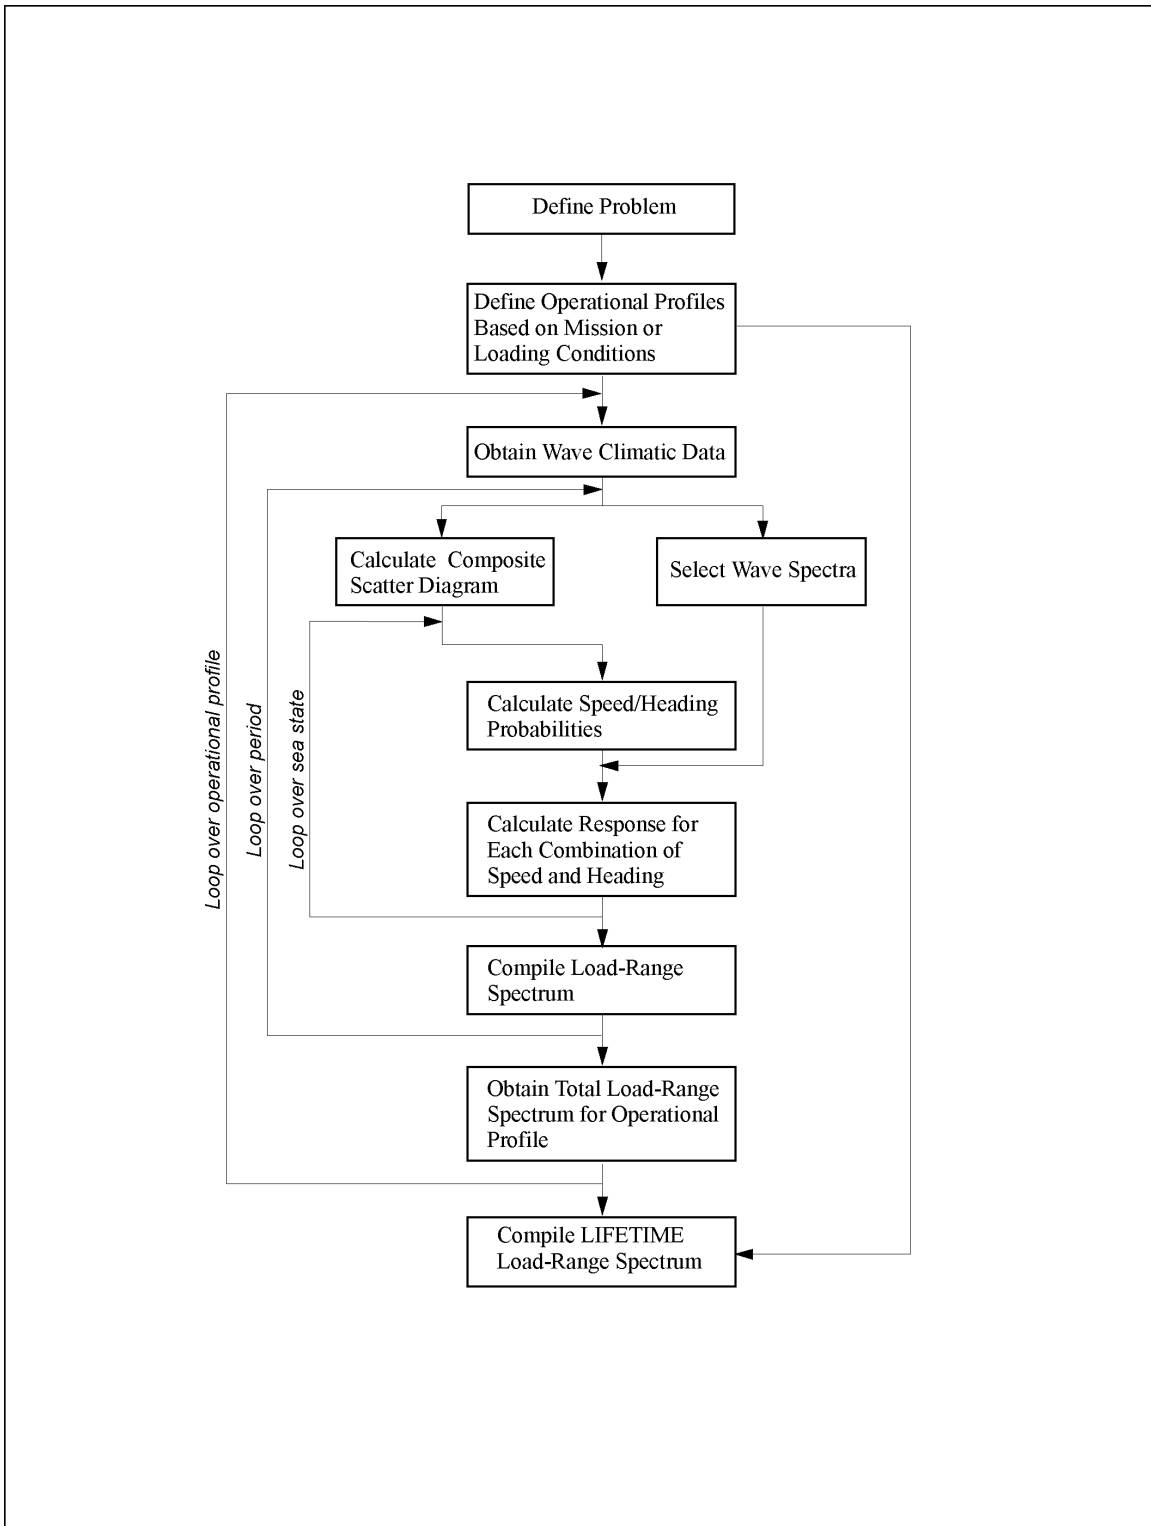 Define Problem
Define Operational Profiles
Based on Mission or
Loading Conditions
Obtain Wave Climatic Data
Calculate Composite
Scatter Diagram
Select Wave Spectra
Calculate Speed/Heading
Probabilities
Calculate Response for
Each Combination of
Speed and Heading
Compile Load-Range
Spectrum
Obtain Total Load-Range
Spectrum for Operational
Profile
Compile LIFETIME
Load-Range Spectrum
Loop over operational profile
Loop over period
Loop over sea state